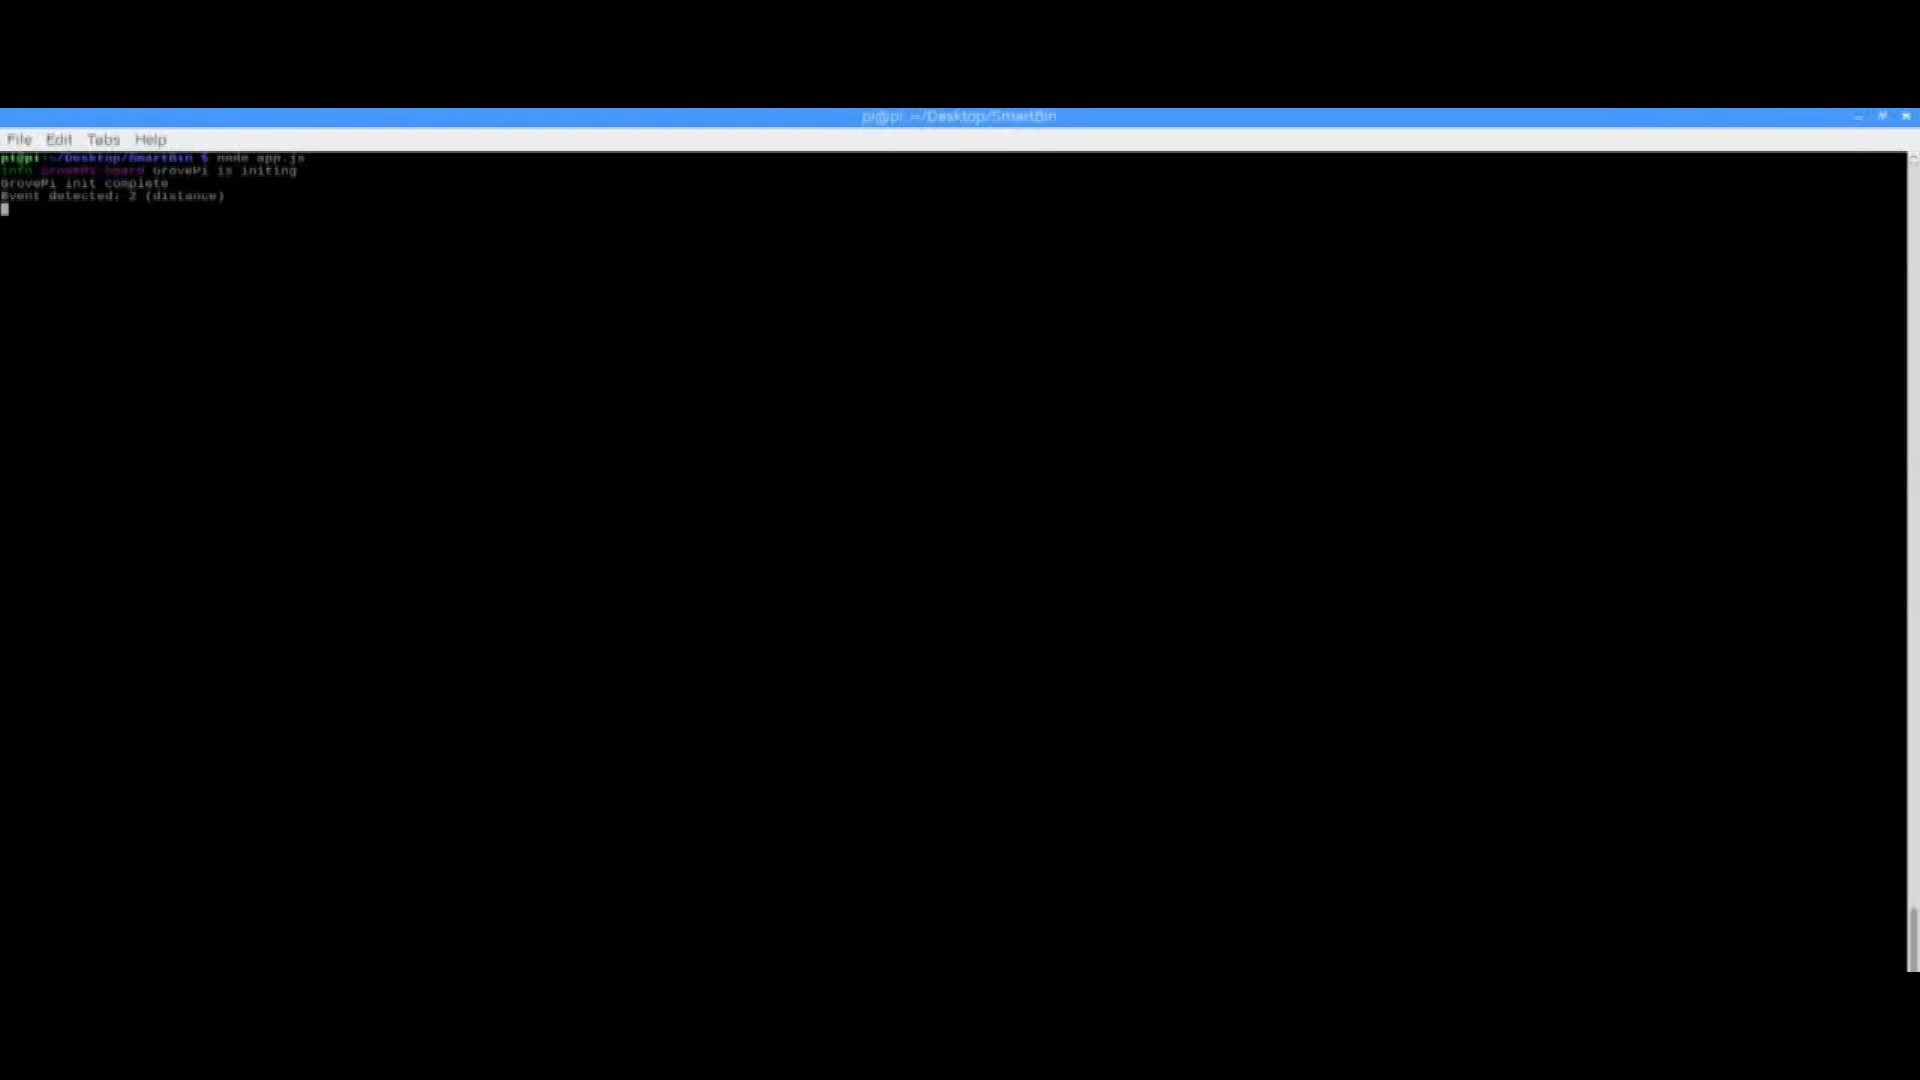 pi@pi: ~/Desktop/SmartBin
File Edit Tabs Help
pi@pi:~/Desktop/SmartBin $ node app.js
info GrovePi board GrovePi is initing
GrovePi init complete
Event detected: 2 (distance)